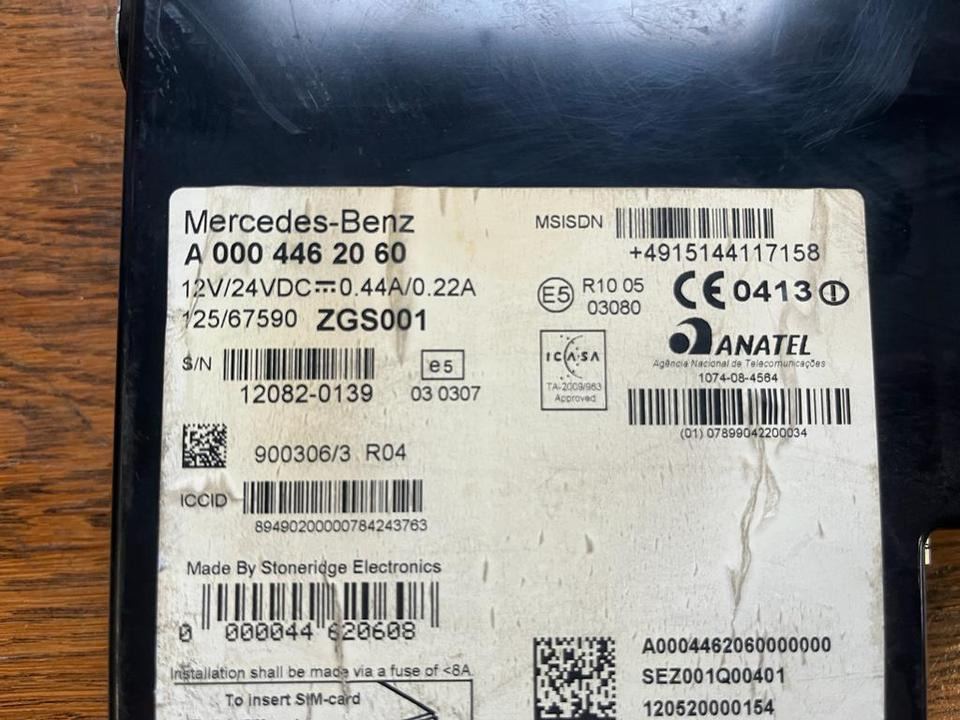 Mercedes-Benz
A 000 446 20 60
12V/24VDC⎓0.44A/0.22A
125/67590 ZGS001
S/N
12082-0139
e5
03 0307
900306/3 R04
ICCID
89490200000784243763
Made By Stoneridge Electronics
0 000044 620608
Installation shall be made via a fuse of <8A
To insert SIM-card
MSISDN
+4915144117158
E5
R10 05
03080
CE 0413
ICASA
TA-2009/963
Approved
ANATEL
Agência Nacional de Telecomunicações
1074-08-4564
(01) 07899042200034
A0004462060000000
SEZ001Q00401
120520000154